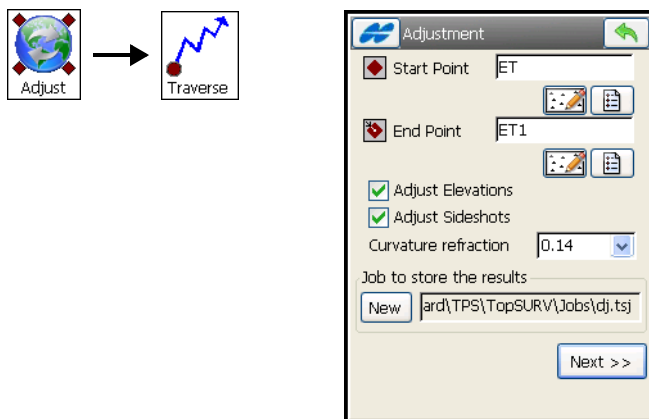 Adjust
Traverse
Adjustment
Start Point ET
End Point ET1
Adjust Elevations
Adjust Sideshots
Curvature refraction 0.14
Job to store the results
New ard\TPS\TopSURV\Jobs\dj.tsj
Next >>